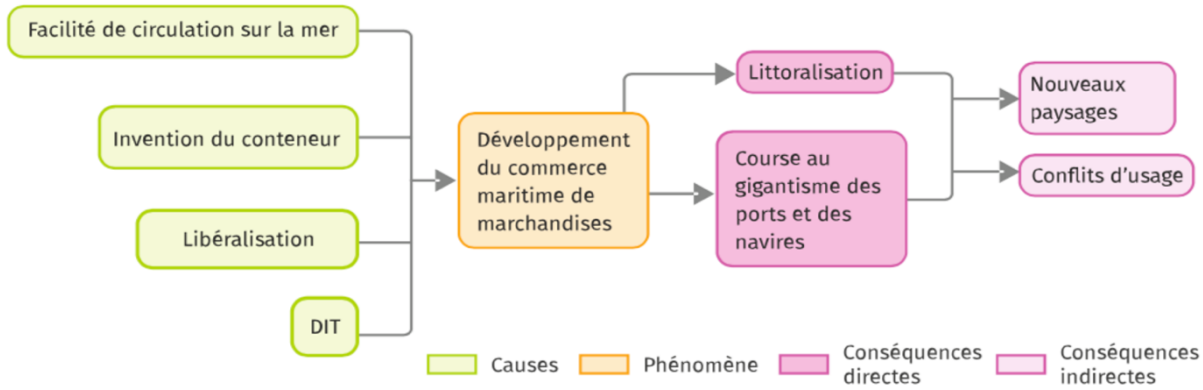 Facilité de circulation sur la mer
Invention du conteneur
Libéralisation
DIT
Développement
du commerce
maritime de
marchandises
Littoralisation
Course au
gigantisme des
ports et des
navires
Nouveaux
paysages
Conflits d'usage
Causes
Phénomène
Conséquences
directes
Conséquences
indirectes